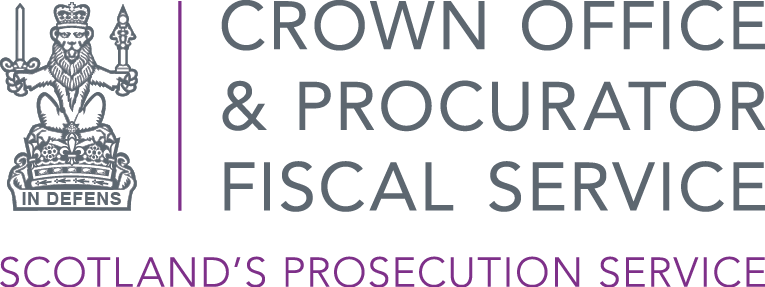 CROWN OFFICE
& PROCURATOR
FISCAL SERVICE
IN DEFENS
SCOTLAND'S PROSECUTION SERVICE